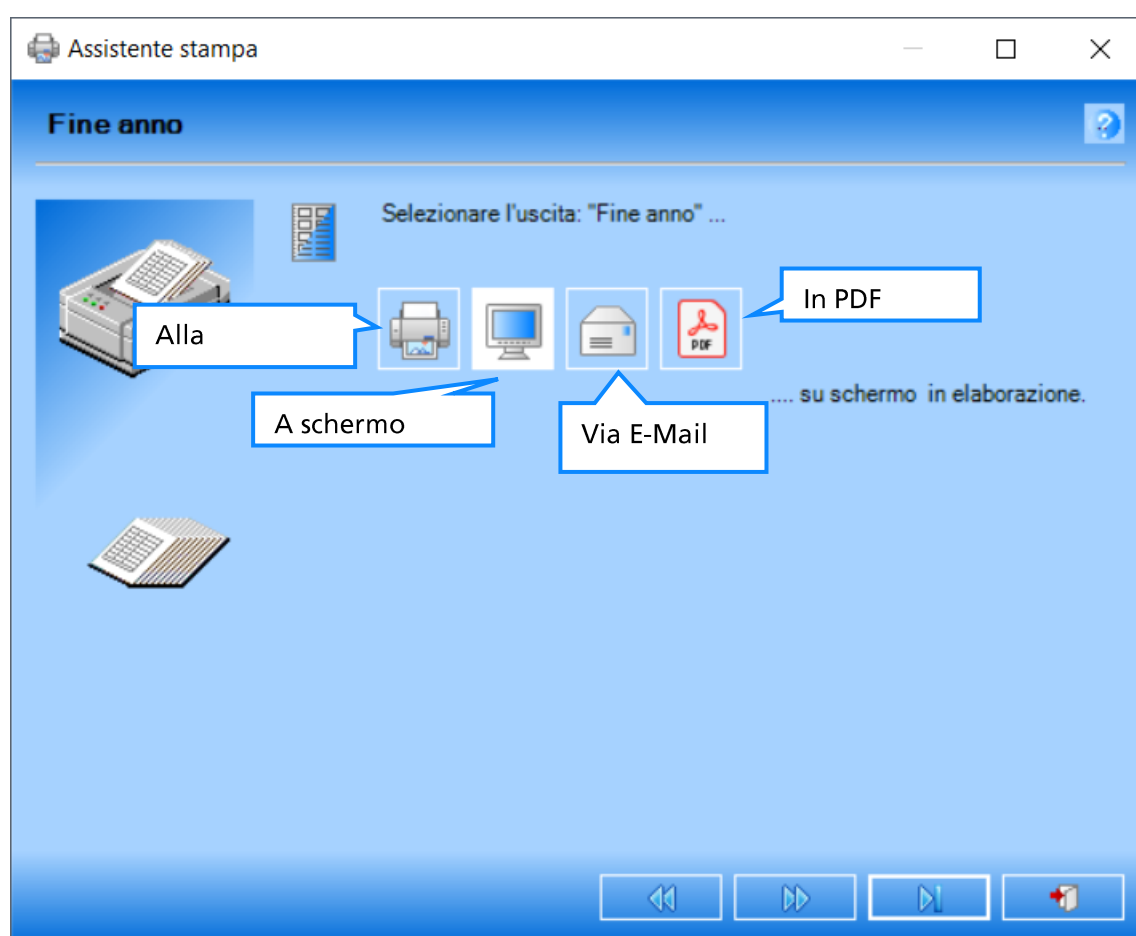 Assistente stampa
Fine anno
Selezionare l'uscita: "Fine anno" ...
In PDF
Alla
PDF
.... su schermo in elaborazione.
A schermo
Via E-Mail